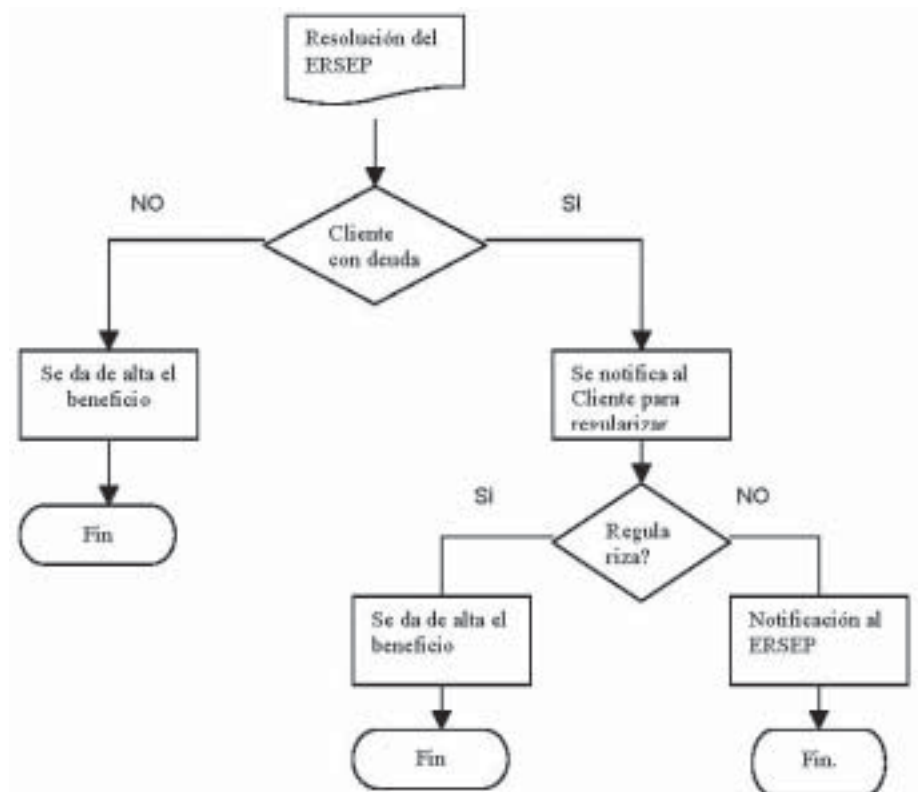 Resolución del
ERSEP
NO
SI
Cliente
con deuda
Se da de alta el
beneficio
Se notifica al
Cliente para
regularizar
Fin
SI
NO
Regula
riza?
Se da de alta el
beneficio
Notificación al
ERSEP
Fin
Fin.